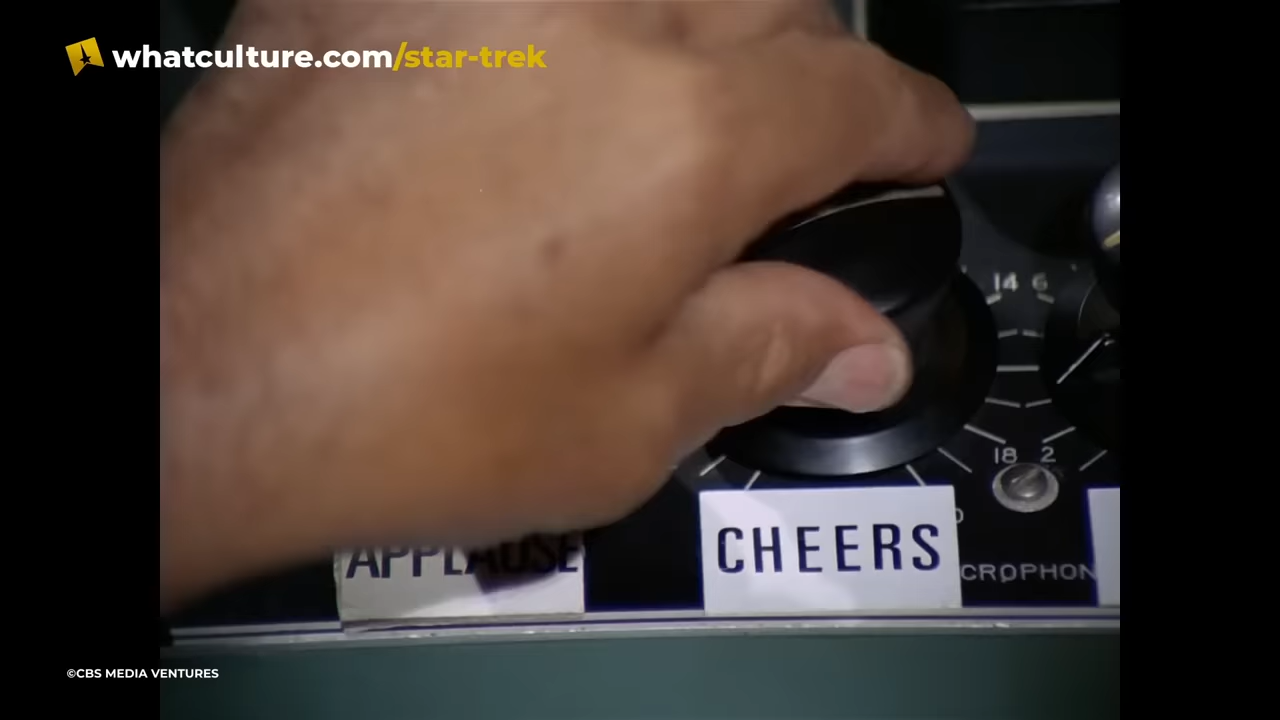 whatculture.com/star-trek
14 6
18 2
APPLAUSE
CHEERS
CROPHON
©CBS MEDIA VENTURES